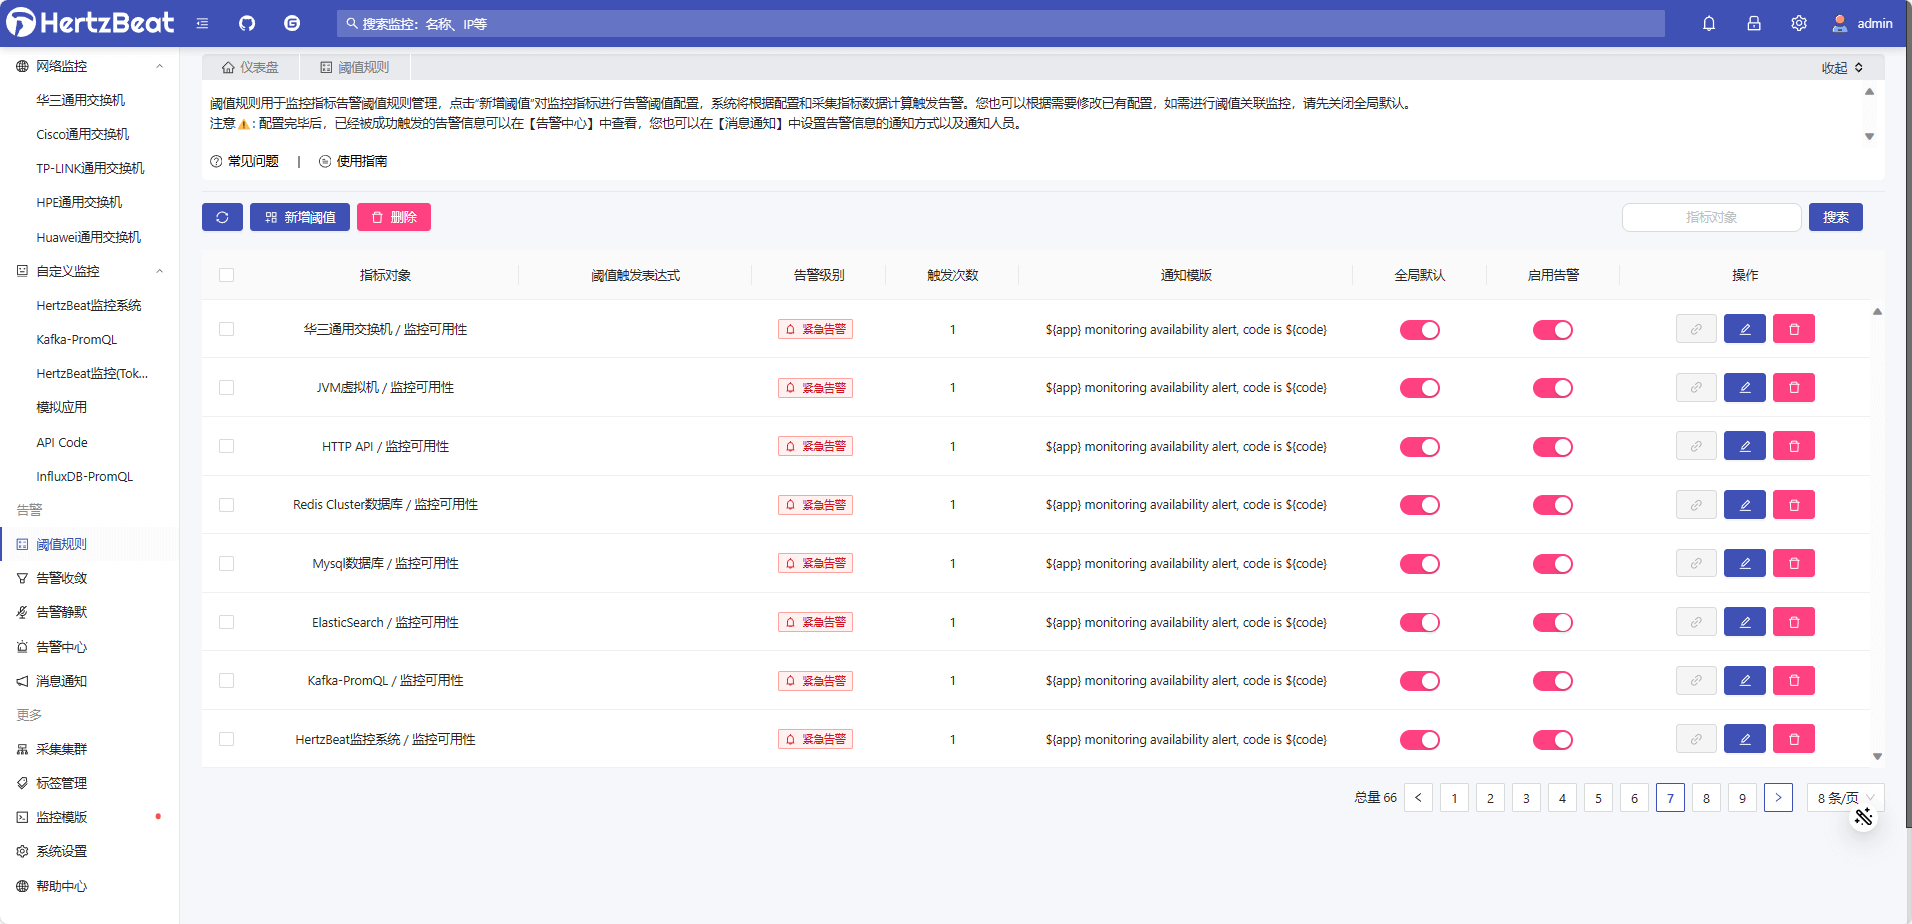 HertzBeat
搜索监控：名称、IP等
admin
网络监控
华三通用交换机
Cisco通用交换机
TP-LINK通用交换机
HPE通用交换机
Huawei通用交换机
自定义监控
HertzBeat监控系统
Kafka-PromQL
HertzBeat监控(Tok...
模拟应用
API Code
InfluxDB-PromQL
告警
阈值规则
告警收敛
告警静默
告警中心
消息通知
更多
采集集群
标签管理
监控模版
系统设置
帮助中心
仪表盘 阈值规则 收起
阈值规则用于监控指标告警阈值规则管理，点击“新增阈值”对监控指标进行告警阈值配置，系统将根据配置和采集指标数据计算触发告警。您也可以根据需要修改已有配置，如需进行阈值关联监控，请先关闭全局默认。
注意⚠️：配置完毕后，已经被成功触发的告警信息可以在【告警中心】中查看，您也可以在【消息通知】中设置告警信息的通知方式以及通知人员。
常见问题 | 使用指南
新增阈值 删除 指标对象 搜索
指标对象 阈值触发表达式 告警级别 触发次数 通知模版 全局默认 启用告警 操作
华三通用交换机 / 监控可用性 紧急告警 1 ${app} monitoring availability alert, code is ${code}
JVM虚拟机 / 监控可用性 紧急告警 1 ${app} monitoring availability alert, code is ${code}
HTTP API / 监控可用性 紧急告警 1 ${app} monitoring availability alert, code is ${code}
Redis Cluster数据库 / 监控可用性 紧急告警 1 ${app} monitoring availability alert, code is ${code}
Mysql数据库 / 监控可用性 紧急告警 1 ${app} monitoring availability alert, code is ${code}
ElasticSearch / 监控可用性 紧急告警 1 ${app} monitoring availability alert, code is ${code}
Kafka-PromQL / 监控可用性 紧急告警 1 ${app} monitoring availability alert, code is ${code}
HertzBeat监控系统 / 监控可用性 紧急告警 1 ${app} monitoring availability alert, code is ${code}
总量 66 < 1 2 3 4 5 6 7 8 9 > 8 条/页